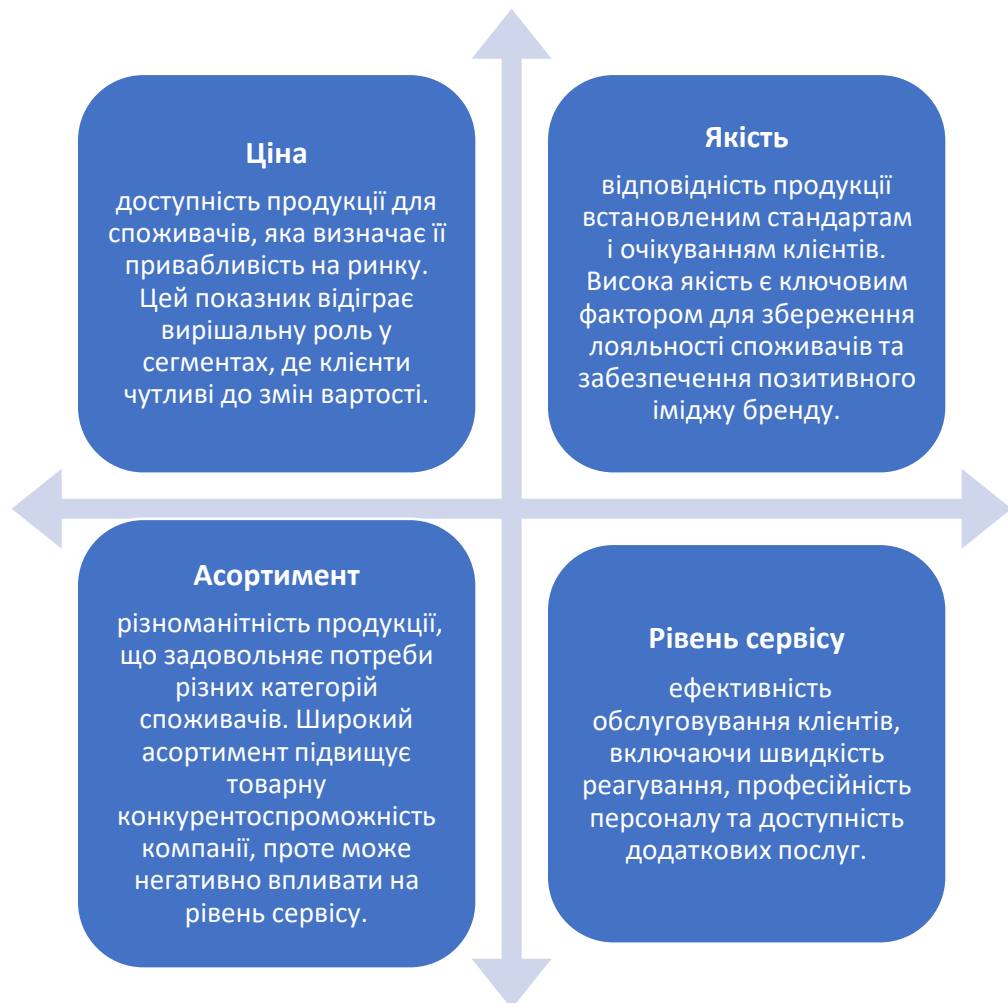 Ціна
доступність продукції для
споживачів, яка визначає її
привабливість на ринку.
Цей показник відіграє
вирішальну роль у
сегментах, де клієнти
чутливі до змін вартості.
Якість
відповідність продукції
встановленим стандартам
і очікуванням клієнтів.
Висока якість є ключовим
фактором для збереження
лояльності споживачів та
забезпечення позитивного
іміджу бренду.
Асортимент
різноманітність продукції,
що задовольняє потреби
різних категорій
споживачів. Широкий
асортимент підвищує
товарну
конкурентоспроможність
компанії, проте може
негативно впливати на
рівень сервісу.
Рівень сервісу
ефективність
обслуговування клієнтів,
включаючи швидкість
реагування, професійність
персоналу та доступність
додаткових послуг.